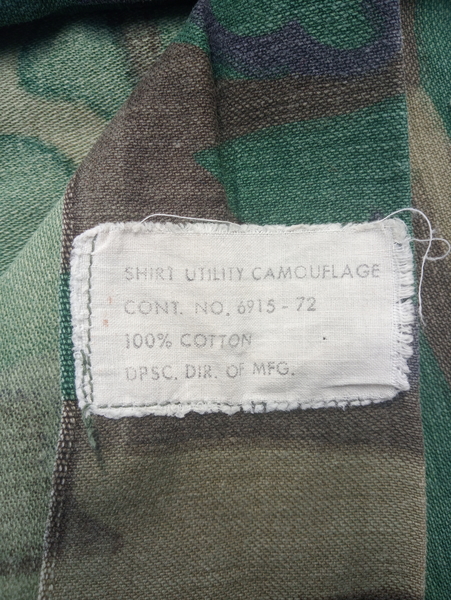 SHIRT UTILITY CAMOUFLAGE
CONT. NO. 6915 - 72
100% COTTON
DPSC. DIR. OF MFG.